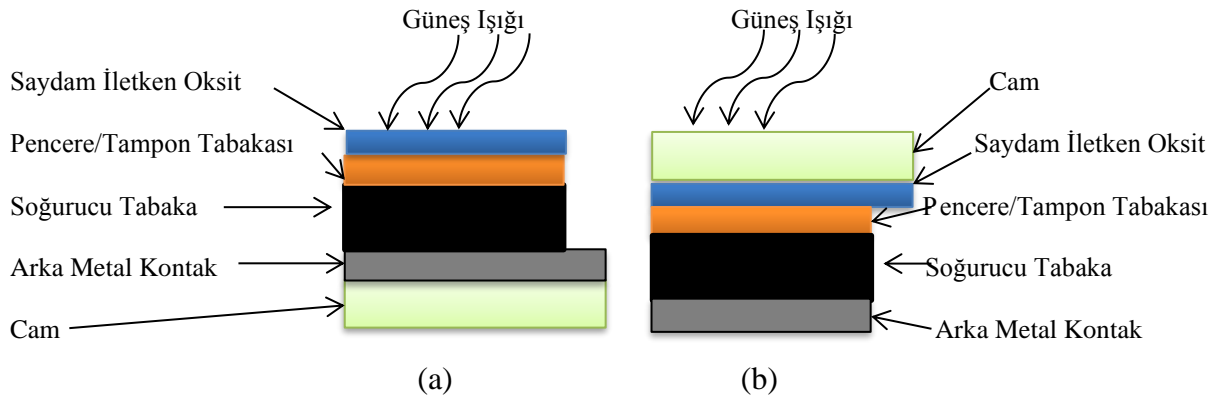 Güneş Işığı
Saydam İletken Oksit
Pencere/Tampon Tabakası
Soğurucu Tabaka
Arka Metal Kontak
Cam
(a)
Güneş Işığı
Cam
Saydam İletken Oksit
Pencere/Tampon Tabakası
Soğurucu Tabaka
Arka Metal Kontak
(b)